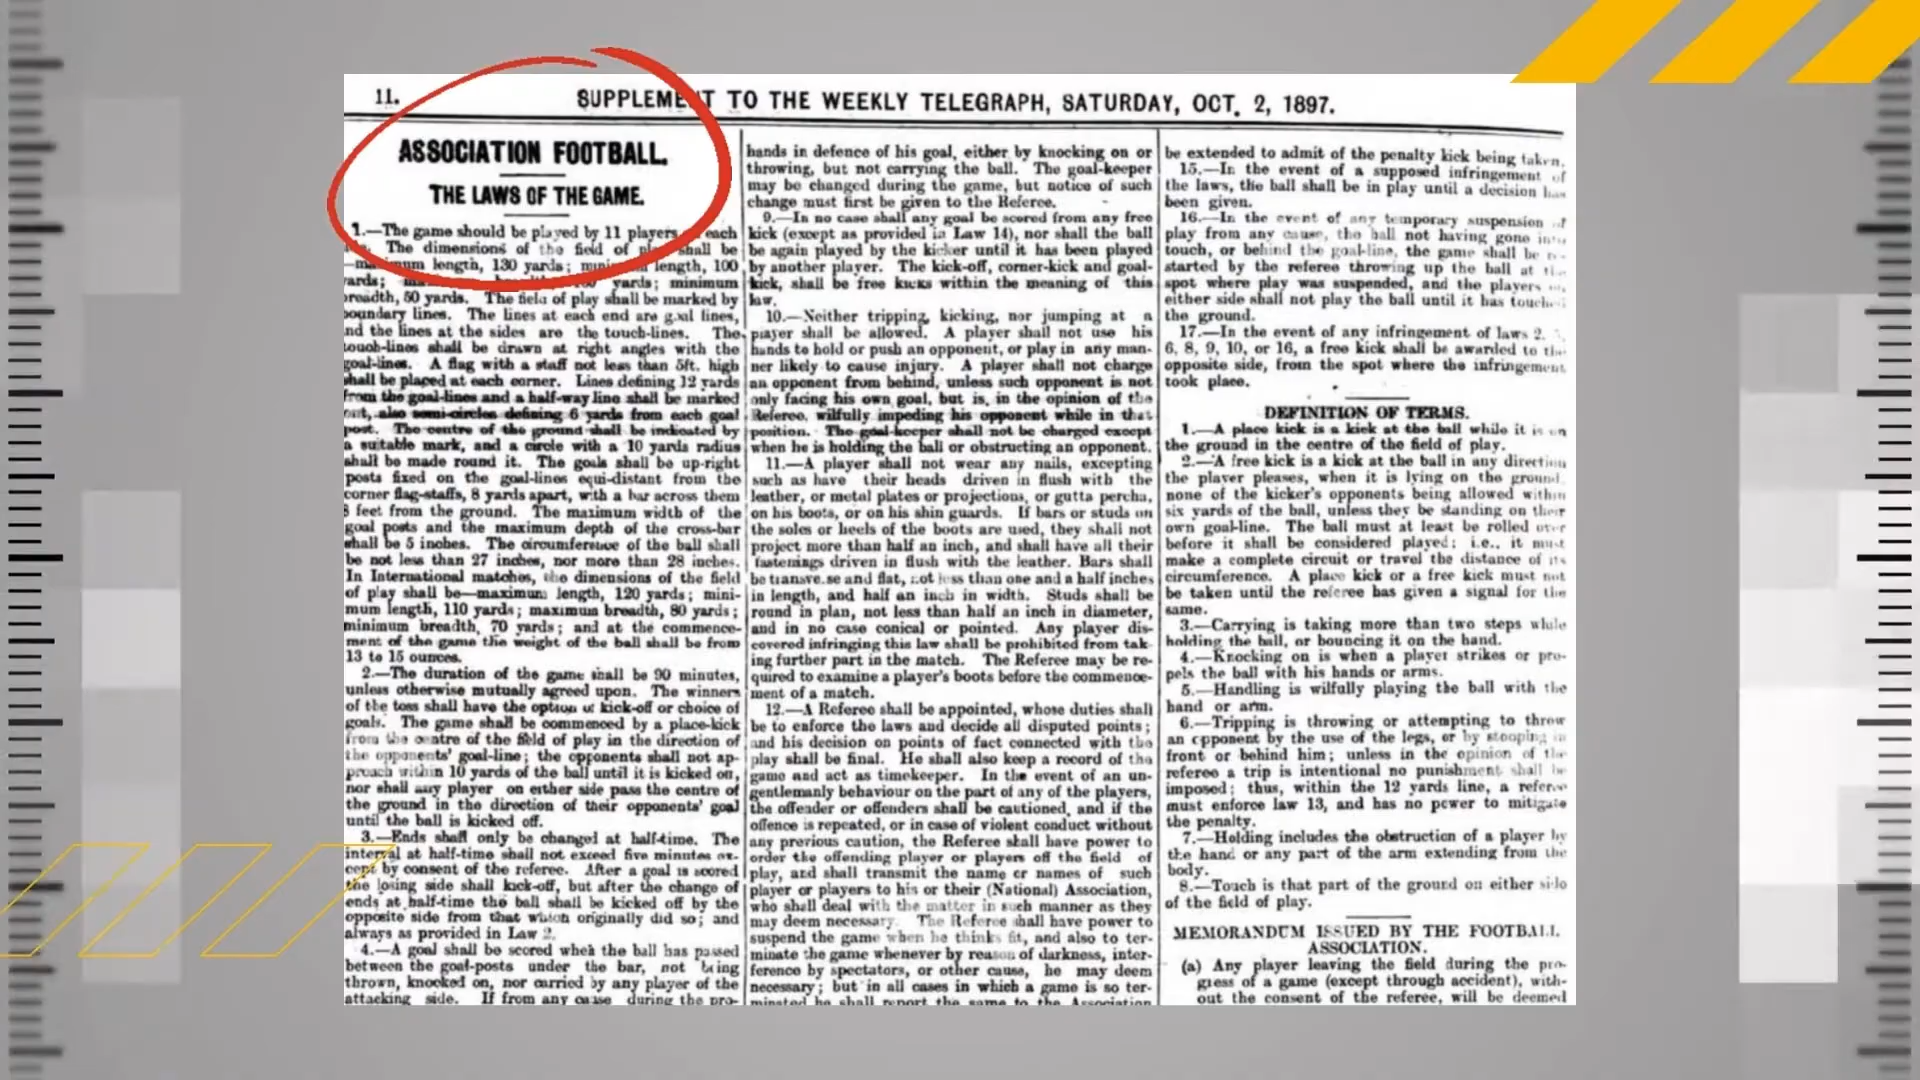 11.
SUPPLEMENT TO THE WEEKLY TELEGRAPH, SATURDAY, OCT. 2, 1897.
ASSOCIATION FOOTBALL.
THE LAWS OF THE GAME.
1.—The game should be played by 11 players each
The dimensions of the field of shall be
length, 130 yards; length, 100
yards; minimum
breadth, 50 yards. The field of play shall be marked by
boundary lines. The lines at each end are goal lines,
and the lines at the sides are the touch-lines. The
touch-lines shall be drawn at right angles with the
goal-lines. A flag with a staff not less than 5ft. high
shall be placed at each corner. Lines defining 12 yards
from the goal-lines and a half-way line shall be marked
out, also semi-circles defining 6 yards from each goal
post. The centre of the ground shall be indicated by
a suitable mark, and a circle with a 10 yards radius
shall be made round it. The goals shall be up-right
posts fixed on the goal-lines equi-distant from the
corner flag-staffs, 8 yards apart, with a bar across them
8 feet from the ground. The maximum width of the
goal posts and the maximum depth of the cross-bar
shall be 5 inches. The circumference of the ball shall
be not less than 27 inches, nor more than 28 inches.
In International matches, the dimensions of the field
of play shall be—maximum length, 120 yards; mini-
mum length, 110 yards; maximum breadth, 80 yards;
minimum breadth, 70 yards; and at the commence-
ment of the game the weight of the ball shall be from
13 to 15 ounces.
2.—The duration of the game shall be 90 minutes,
unless otherwise mutually agreed upon. The winners
of the toss shall have the option of kick-off or choice of
goals. The game shall be commenced by a place-kick
from the centre of the field of play in the direction of
the opponents' goal-line; the opponents shall not ap-
proach within 10 yards of the ball until it is kicked off,
nor shall any player on either side pass the centre of
the ground in the direction of their opponents' goal
until the ball is kicked off.
3.—Ends shall only be changed at half-time. The
interval at half-time shall not exceed five minutes ex-
cept by consent of the referee. After a goal is scored
the losing side shall kick-off, but after the change of
ends at half-time the ball shall be kicked off by the
opposite side from that which originally did so; and
always as provided in Law 2.
4.—A goal shall be scored when the ball has passed
between the goal-posts under the bar, not being
thrown, knocked on, nor carried by any player of the
attacking side. If from any cause during the pro-
hands in defence of his goal, either by knocking on or
throwing, but not carrying the ball. The goal-keeper
may be changed during the game, but notice of such
change must first be given to the Referee.
9.—In no case shall any goal be scored from any free
kick (except as provided in Law 14), nor shall the ball
be again played by the kicker until it has been played
by another player. The kick-off, corner-kick and goal-
kick, shall be free kicks within the meaning of this
law.
10.—Neither tripping, kicking, nor jumping at a
player shall be allowed. A player shall not use his
hands to hold or push an opponent, or play in any man-
ner likely to cause injury. A player shall not charge
an opponent from behind, unless such opponent is not
only facing his own goal, but is, in the opinion of the
Referee, wilfully impeding his opponent while in that
position. The goal-keeper shall not be charged except
when he is holding the ball or obstructing an opponent.
11.—A player shall not wear any nails, excepting
such as have their heads driven in flush with the
leather, or metal plates or projections, or gutta percha,
on his boots, or on his shin guards. If bars or studs on
the soles or heels of the boots are used, they shall not
project more than half an inch, and shall have all their
fastenings driven in flush with the leather. Bars shall
be transverse and flat, not less than one and a half inches
in length, and half an inch in width. Studs shall be
round in plan, not less than half an inch in diameter,
and in no case conical or pointed. Any player dis-
covered infringing this law shall be prohibited from tak-
ing further part in the match. The Referee may be re-
quired to examine a player's boots before the commence-
ment of a match.
12.—A Referee shall be appointed, whose duties shall
be to enforce the laws and decide all disputed points;
and his decision on points of fact connected with the
play shall be final. He shall also keep a record of the
game and act as timekeeper. In the event of an un-
gentlemanly behaviour on the part of any of the players,
the offender or offenders shall be cautioned, and if the
offence is repeated, or in case of violent conduct without
any previous caution, the Referee shall have power to
order the offending player or players off the field of
play, and shall transmit the name or names of such
player or players to his or their (National) Association,
who shall deal with the matter in such manner as they
may deem necessary. The Referee shall have power to
suspend the game when he thinks fit, and also to ter-
minate the game whenever by reason of darkness, inter-
ference by spectators, or other cause, he may deem
necessary; but in all cases in which a game is so ter-
minated he shall report the same to the Association
be extended to admit of the penalty kick being taken.
15.—In the event of a supposed infringement of
the laws, the ball shall be in play until a decision has
been given.
16.—In the event of any temporary suspension of
play from any cause, the ball not having gone into
touch, or behind the goal-line, the game shall be re-
started by the referee throwing up the ball at the
spot where play was suspended, and the players on
either side shall not play the ball until it has touched
the ground.
17.—In the event of any infringement of laws 2,
6, 8, 9, 10, or 16, a free kick shall be awarded to the
opposite side, from the spot where the infringement
took place.
DEFINITION OF TERMS.
1.—A place kick is a kick at the ball while it is on
the ground in the centre of the field of play.
2.—A free kick is a kick at the ball in any direction
the player pleases, when it is lying on the ground,
none of the kicker's opponents being allowed within
six yards of the ball, unless they be standing on their
own goal-line. The ball must at least be rolled over
before it shall be considered played; i.e., it must
make a complete circuit or travel the distance of its
circumference. A place kick or a free kick must not
be taken until the referee has given a signal for the
same.
3.—Carrying is taking more than two steps while
holding the ball, or bouncing it on the hand.
4.—Knocking on is when a player strikes or pro-
pels the ball with his hands or arms.
5.—Handling is wilfully playing the ball with the
hand or arm.
6.—Tripping is throwing or attempting to throw
an opponent by the use of the legs, or by stooping in
front or behind him; unless in the opinion of the
referee a trip is intentional no punishment shall be
imposed; thus, within the 12 yards line, a referee
must enforce law 13, and has no power to mitigate
the penalty.
7.—Holding includes the obstruction of a player by
the hand or any part of the arm extending from the
body.
8.—Touch is that part of the ground on either side
of the field of play.
MEMORANDUM ISSUED BY THE FOOTBALL
ASSOCIATION.
(a) Any player leaving the field during the pro-
gress of a game (except through accident), with-
out the consent of the referee, will be deemed